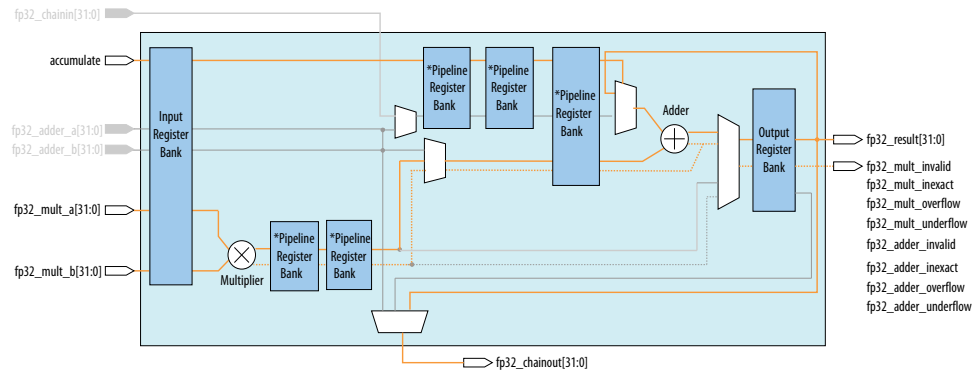 fp32_chainin[31:0]
accumulate
fp32_adder_a[31:0]
fp32_adder_b[31:0]
fp32_mult_a[31:0]
fp32_mult_b[31:0]
Input
Register
Bank
Multiplier
*Pipeline
Register
Bank
*Pipeline
Register
Bank
*Pipeline
Register
Bank
*Pipeline
Register
Bank
*Pipeline
Register
Bank
Adder
Output
Register
Bank
fp32_result[31:0]
fp32_mult_invalid
fp32_mult_inexact
fp32_mult_overflow
fp32_mult_underflow
fp32_adder_invalid
fp32_adder_inexact
fp32_adder_overflow
fp32_adder_underflow
fp32_chainout[31:0]